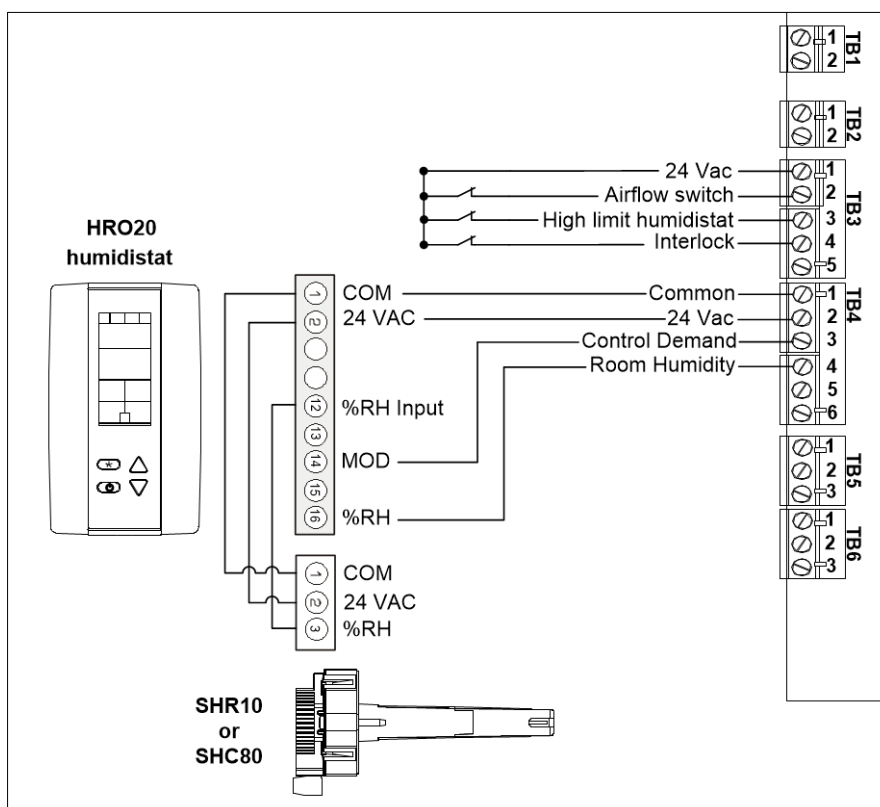 1
2
TB1
1
2
TB2
24 Vac
Airflow switch
High limit humidistat
Interlock
1
2
3
4
5
TB3
HRO20
humidistat
1
COM
2
24 VAC
12
%RH Input
13
14
MOD
15
16
%RH
Common
24 Vac
Control Demand
Room Humidity
1
2
3
4
5
6
TB4
1
2
3
TB5
1
2
3
TB6
1
COM
2
24 VAC
3
%RH
SHR10
or
SHC80